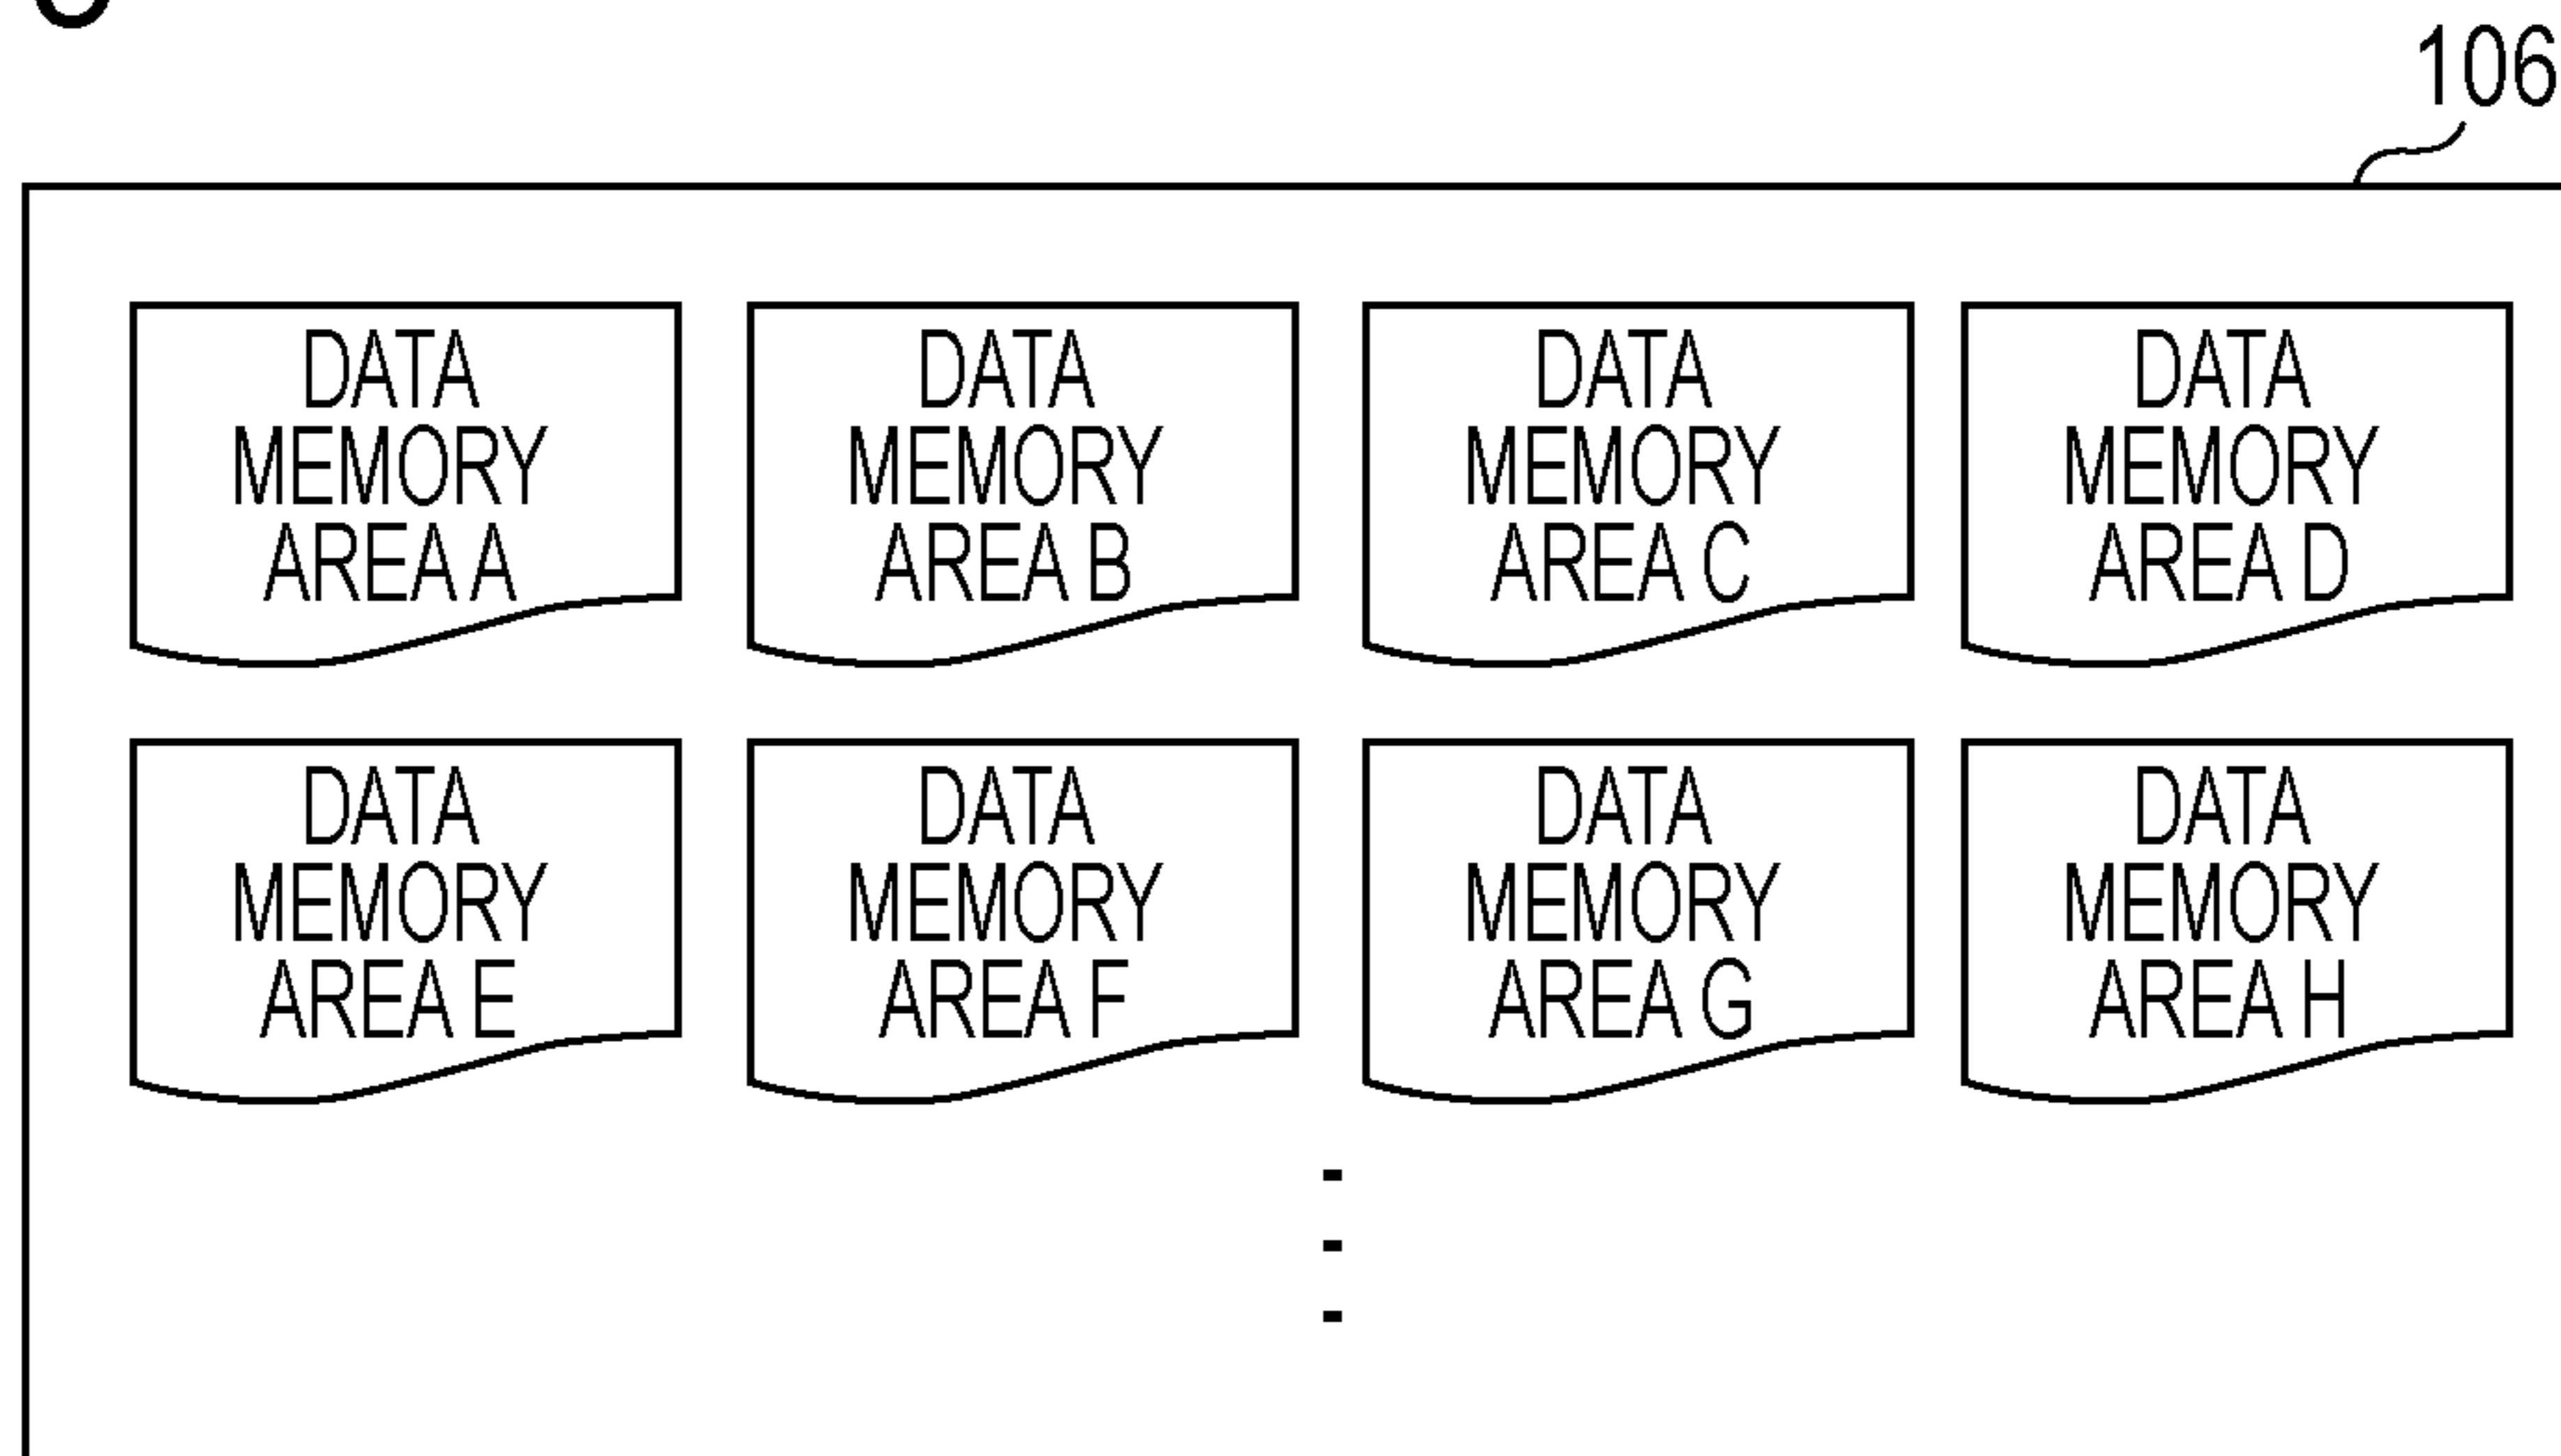 106
DATA
MEMORY
AREA A
DATA
MEMORY
AREA B
DATA
MEMORY
AREA C
DATA
MEMORY
AREA D
DATA
MEMORY
AREA E
DATA
MEMORY
AREA F
DATA
MEMORY
AREA G
DATA
MEMORY
AREA H